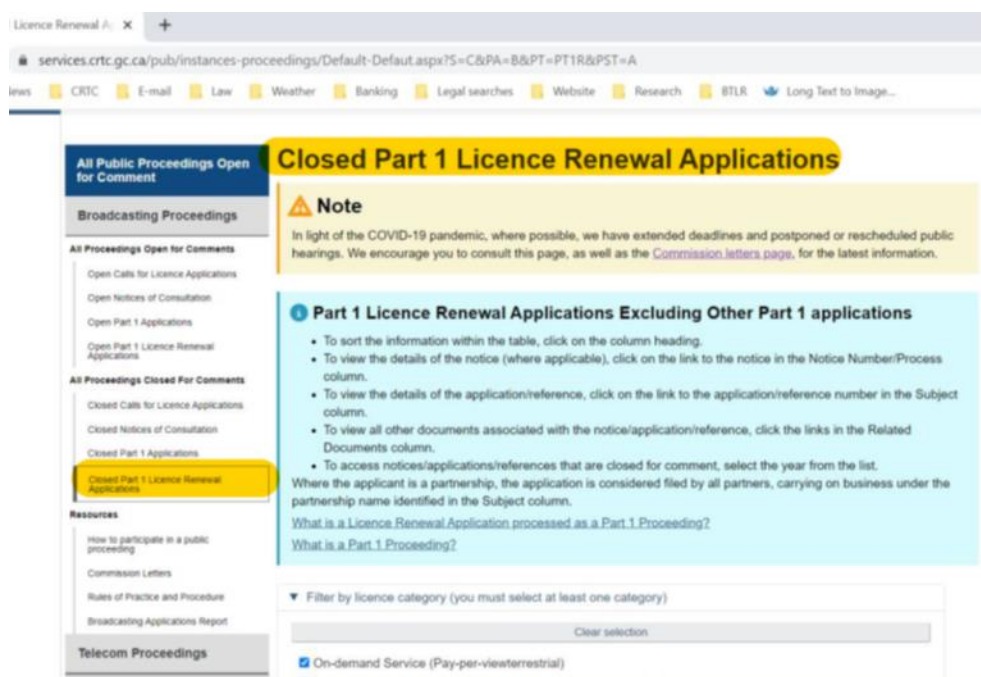 Licence Renewal A
services.crtc.gc.ca/pub/instances-proceedings/Default-Defaut.aspx?S=C&PA=B&PT=PT1R&PST=A
CRTC E-mail Law Weather Banking Legal searches Website Research BTLR Long Text to Image...
All Public Proceedings Open
for Comment
Broadcasting Proceedings
All Proceedings Open for Comments
Open Calls for Licence Applications
Open Notices of Consultation
Open Part 1 Applications
Open Part 1 Licence Renewal
Applications
All Proceedings Closed For Comments
Closed Calls for Licence Applications
Closed Notices of Consultation
Closed Part 1 Applications
Closed Part 1 Licence Renewal
Applications
Resources
How to participate in a public
proceeding
Commission Letters
Rules of Practice and Procedure
Broadcasting Applications Report
Telecom Proceedings
Closed Part 1 Licence Renewal Applications
Note
In light of the COVID-19 pandemic, where possible, we have extended deadlines and postponed or rescheduled public
hearings. We encourage you to consult this page, as well as the Commission letters page, for the latest information.
Part 1 Licence Renewal Applications Excluding Other Part 1 applications
• To sort the information within the table, click on the column heading.
• To view the details of the notice (where applicable), click on the link to the notice in the Notice Number/Process
column.
• To view the details of the application/reference, click on the link to the application/reference number in the Subject
column.
• To view all other documents associated with the notice/application/reference, click the links in the Related
Documents column.
• To access notices/applications/references that are closed for comment, select the year from the list.
Where the applicant is a partnership, the application is considered filed by all partners, carrying on business under the
partnership name identified in the Subject column.
What is a Licence Renewal Application processed as a Part 1 Proceeding?
What is a Part 1 Proceeding?
Filter by licence category (you must select at least one category)
Clear selection
On-demand Service (Pay-per-viewterrestrial)